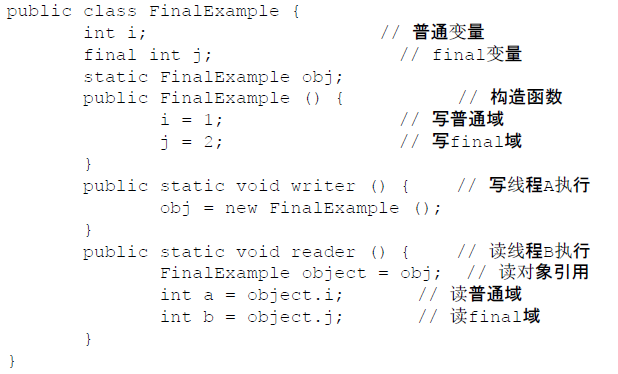 public class FinalExample {
int i; // 普通变量
final int j; // final变量
static FinalExample obj;
public FinalExample () { // 构造函数
i = 1; // 写普通域
j = 2; // 写final域
}
public static void writer () { // 写线程A执行
obj = new FinalExample ();
}
public static void reader () { // 读线程B执行
FinalExample object = obj; // 读对象引用
int a = object.i; // 读普通域
int b = object.j; // 读final域
}
}